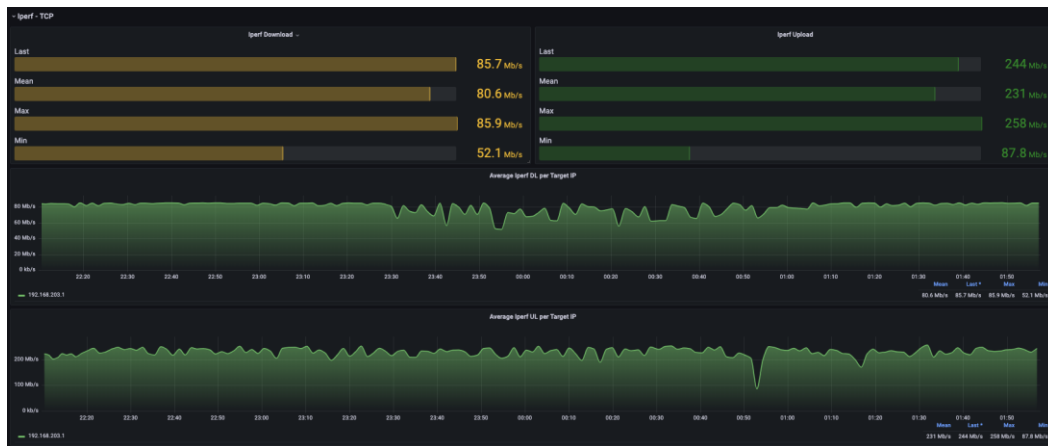 Iperf - TCP
Iperf Download
Last
85.7 Mb/s
Mean
80.6 Mb/s
Max
85.9 Mb/s
Min
52.1 Mb/s
Iperf Upload
Last
244 Mb/s
Mean
231 Mb/s
Max
258 Mb/s
Min
87.8 Mb/s
Average Iperf DL per Target IP
80 Mb/s
60 Mb/s
40 Mb/s
20 Mb/s
0 kb/s
22:20 22:30 22:40 22:50 23:00 23:10 23:20 23:30 23:40 23:50 00:00 00:10 00:20 00:30 00:40 00:50 01:00 01:10 01:20 01:30 01:40 01:50
Mean Last * Max Min
192.168.203.1 80.6 Mb/s 85.7 Mb/s 85.9 Mb/s 52.1 Mb/s
Average Iperf UL per Target IP
200 Mb/s
100 Mb/s
0 kb/s
22:20 22:30 22:40 22:50 23:00 23:10 23:20 23:30 23:40 23:50 00:00 00:10 00:20 00:30 00:40 00:50 01:00 01:10 01:20 01:30 01:40 01:50
Mean Last * Max Min
192.168.203.1 231 Mb/s 244 Mb/s 258 Mb/s 87.8 Mb/s